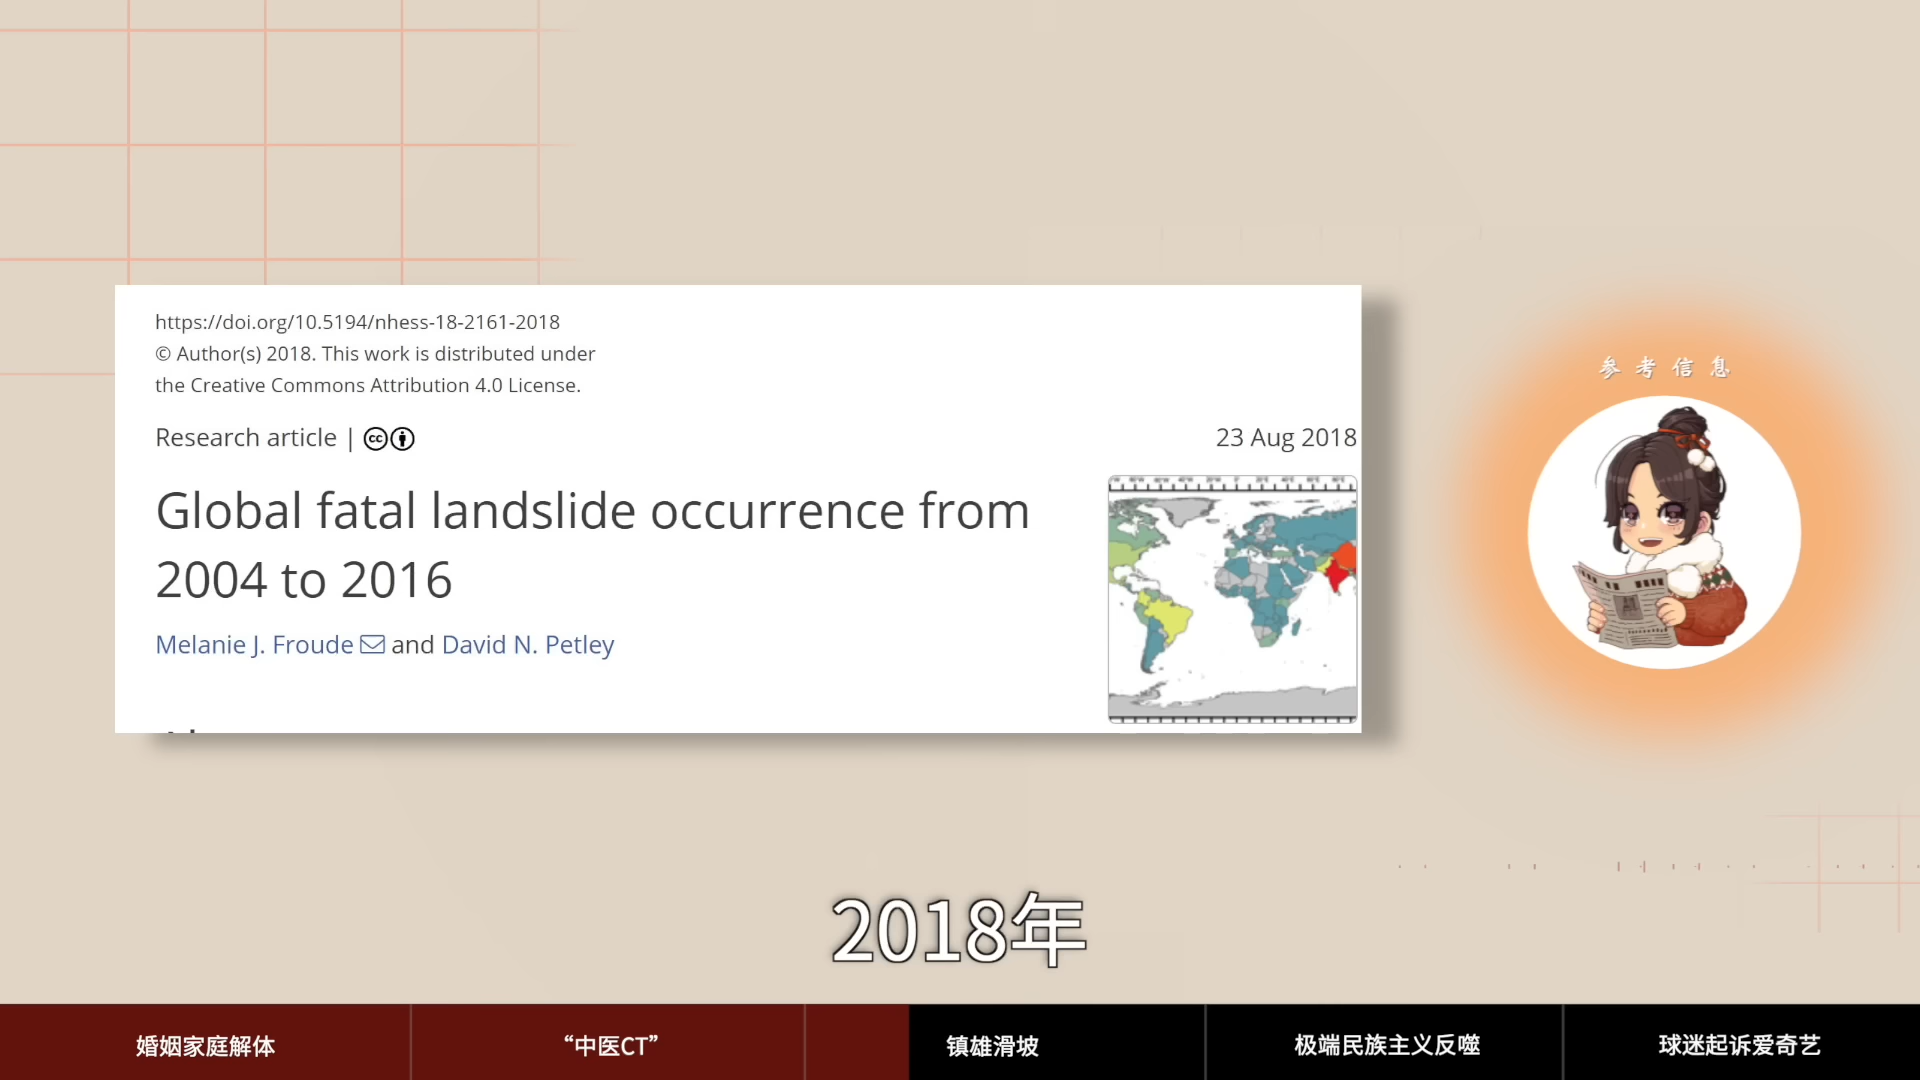 https://doi.org/10.5194/nhess-18-2161-2018
© Author(s) 2018. This work is distributed under
the Creative Commons Attribution 4.0 License.
Research article |
23 Aug 2018
Global fatal landslide occurrence from
2004 to 2016
Melanie J. Froude and David N. Petley
参考信息
2018年
婚姻家庭解体
“中医CT”
镇雄滑坡
极端民族主义反噬
球迷起诉爱奇艺